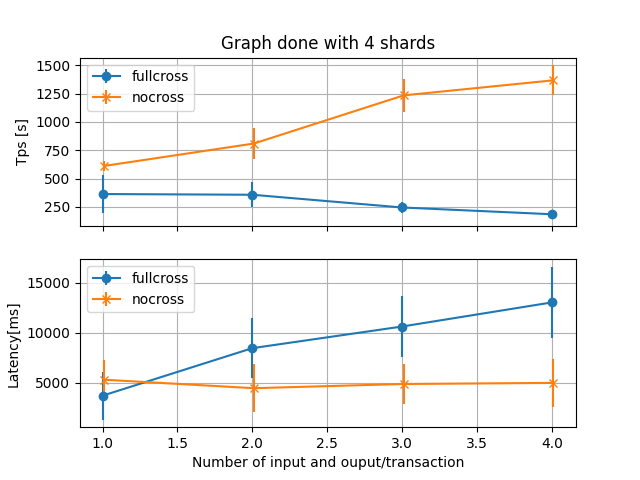 Graph done with 4 shards
1500
1250
1000
750
500
250
Tps [s]
fullcross
nocross
15000
10000
5000
Latency[ms]
fullcross
nocross
1.0 1.5 2.0 2.5 3.0 3.5 4.0
Number of input and ouput/transaction